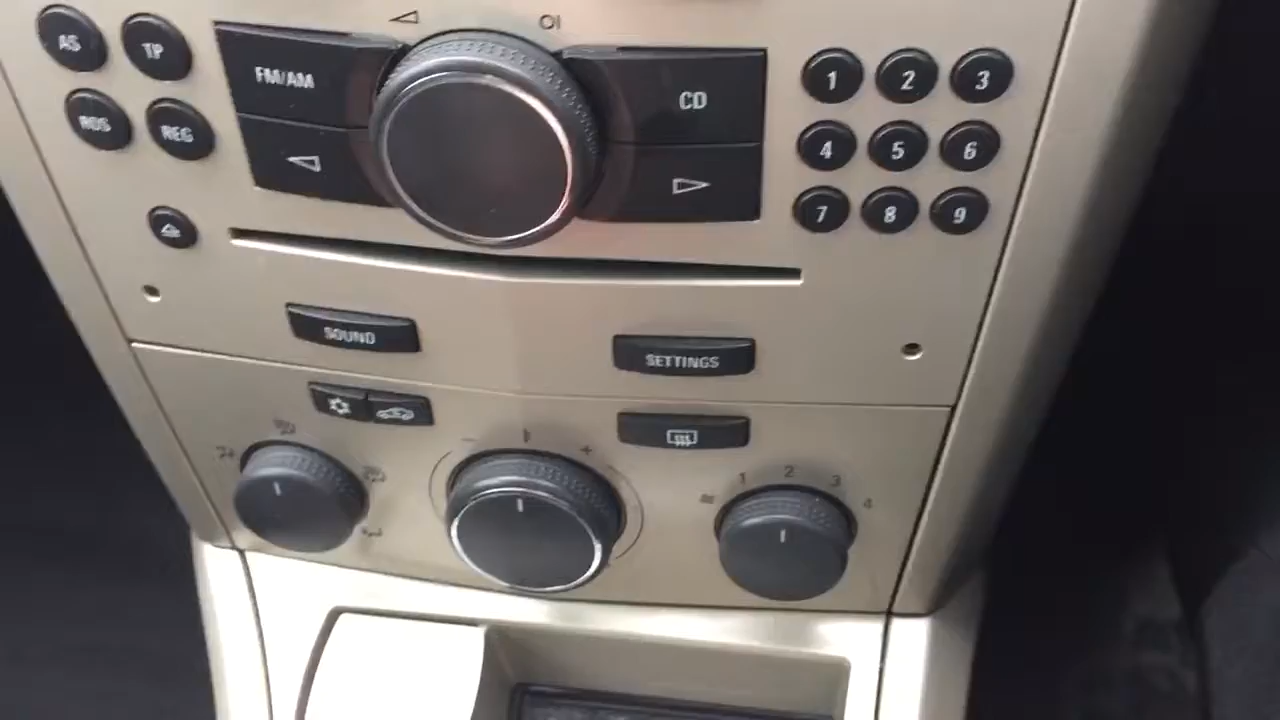 AS TP
FM/AM
CD
1 2 3
RDS REG
4 5 6
7 8 9
SOUND
SETTINGS
- +
1 2 3 4